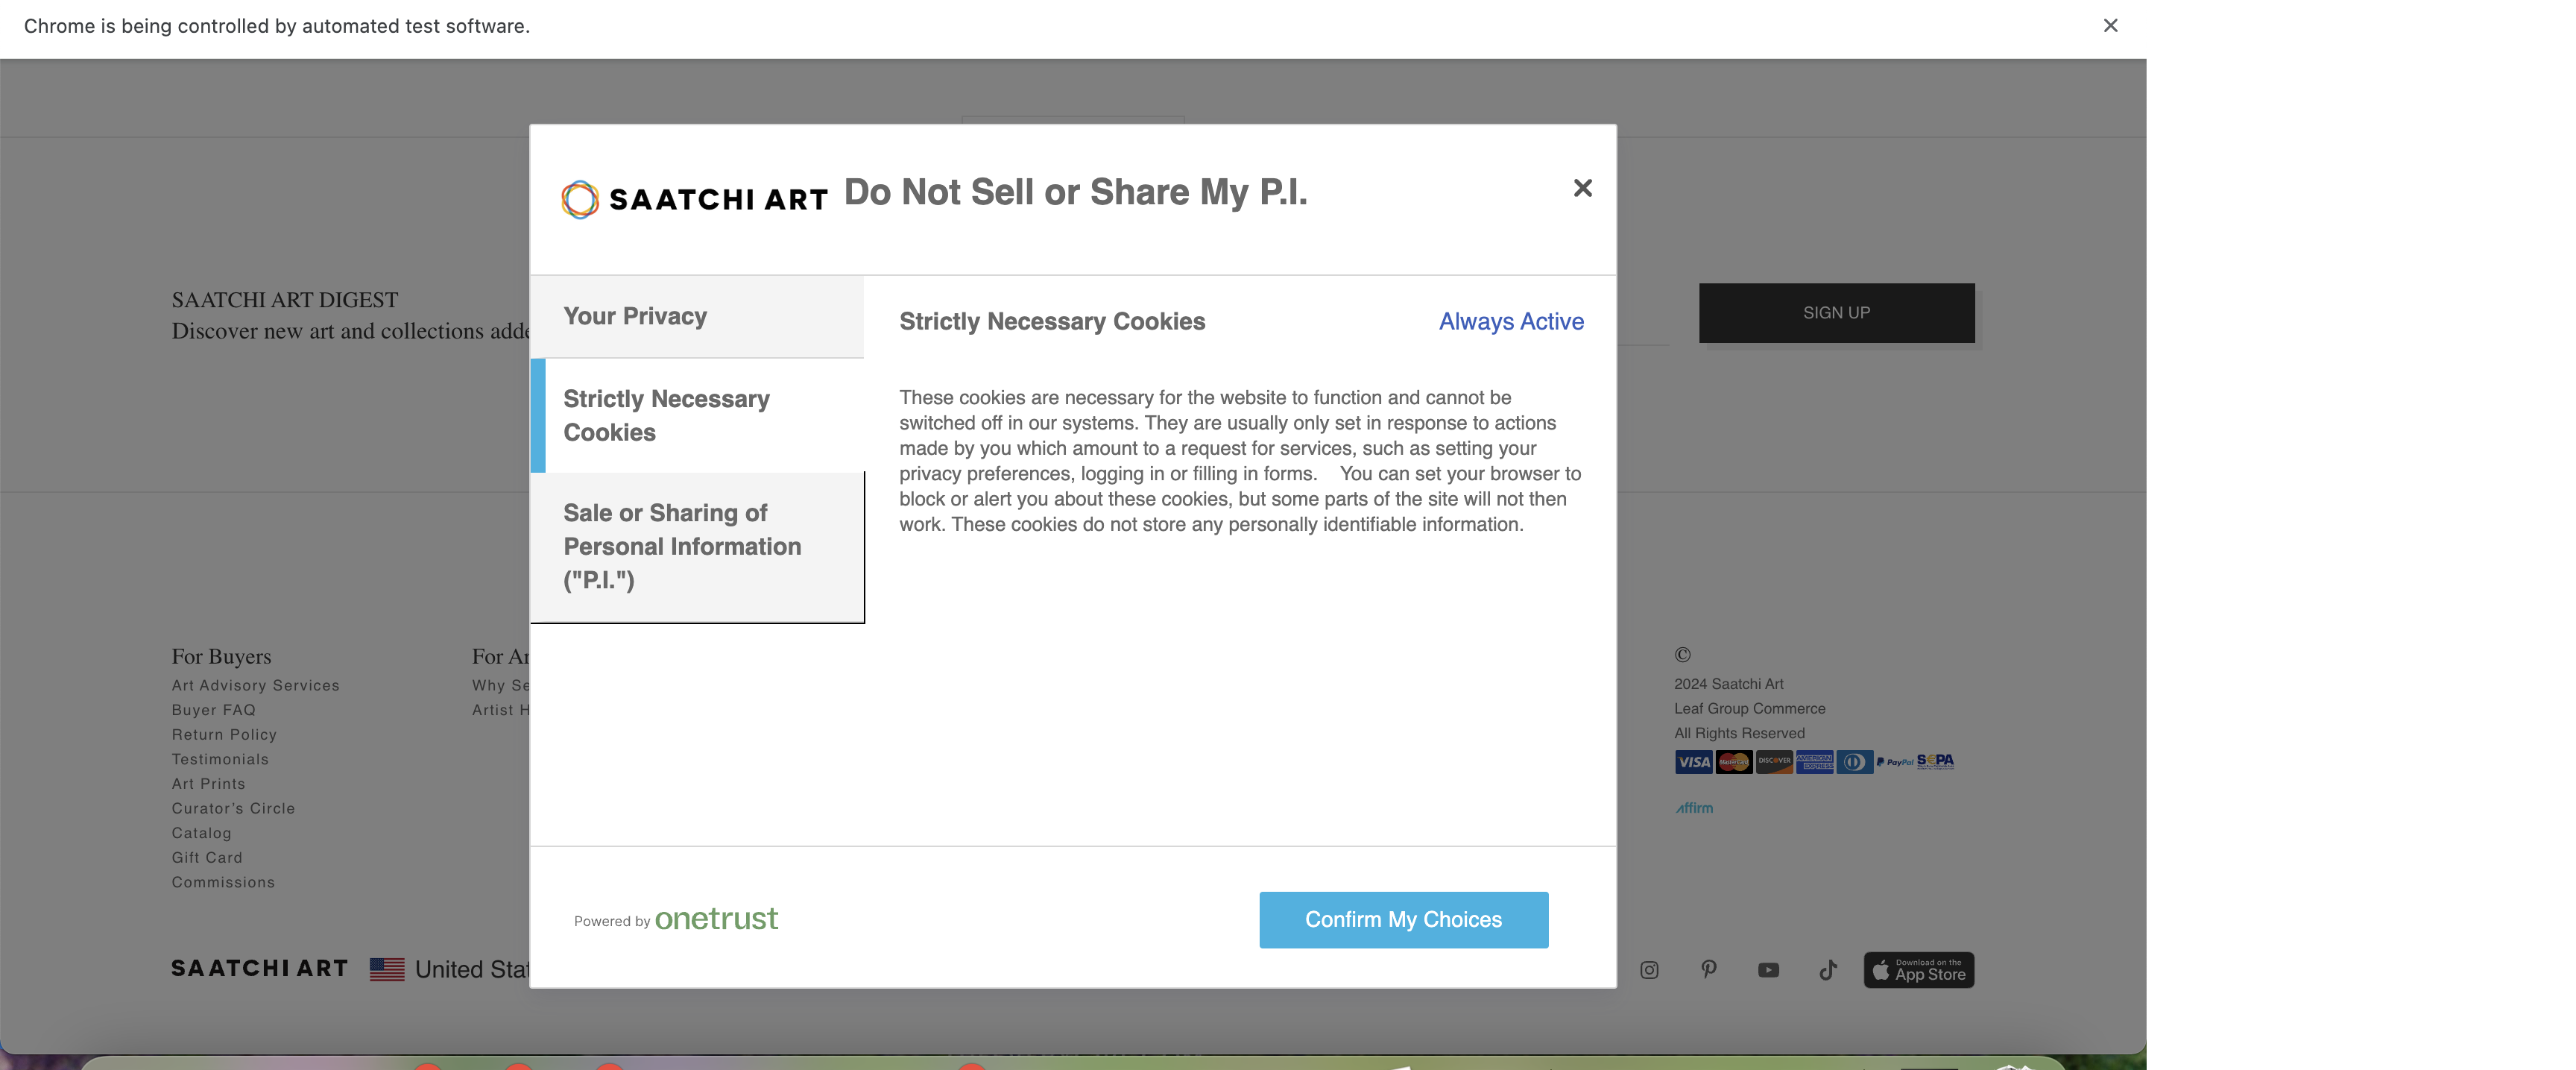 Chrome is being controlled by automated test software.
SAATCHI ART
Do Not Sell or Share My P.I.
Your Privacy
Strictly Necessary
Cookies
Sale or Sharing of
Personal Information
("P.I.")
Strictly Necessary Cookies
Always Active
These cookies are necessary for the website to function and cannot be
switched off in our systems. They are usually only set in response to actions
made by you which amount to a request for services, such as setting your
privacy preferences, logging in or filling in forms. You can set your browser to
block or alert you about these cookies, but some parts of the site will not then
work. These cookies do not store any personally identifiable information.
Powered by onetrust
Confirm My Choices
SAATCHI ART DIGEST
Discover new art and collections
SIGN UP
For Buyers
Art Advisory Services
Buyer FAQ
Return Policy
Testimonials
Art Prints
Curator's Circle
Catalog
Gift Card
Commissions
For
Why
Artist
©
2024 Saatchi Art
Leaf Group Commerce
All Rights Reserved
VISA MasterCard DISCOVER AMERICAN EXPRESS PayPal SEPA
affirm
SAATCHI ART
United
Download on the
App Store